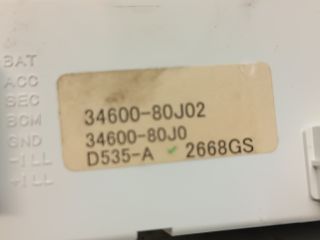 BAT
ACC
SEC
BCM
GND
-ILL
+ILL
34600-80J02
34600-80J0
D535-A 2668GS